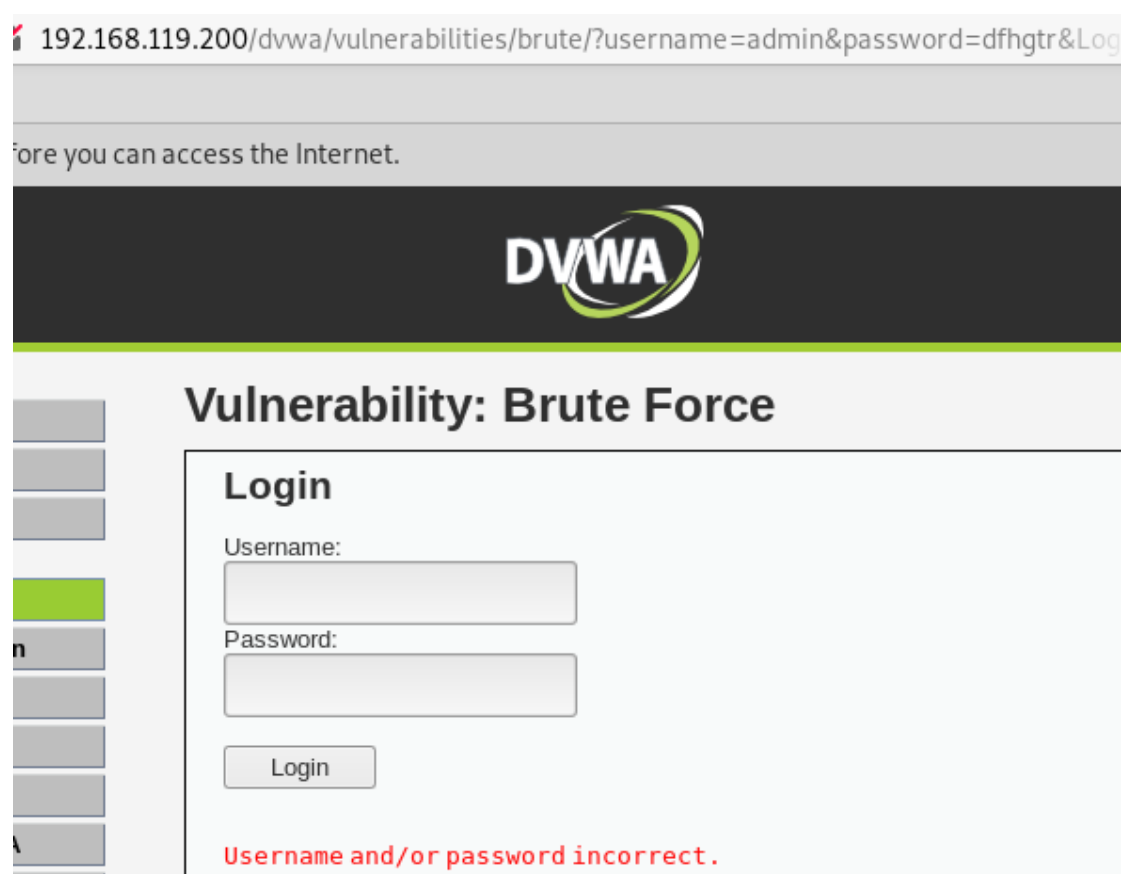 192.168.119.200/dvwa/vulnerabilities/brute/?username=admin&password=dfhgtr&Log
fore you can access the Internet.
DVWA
Vulnerability: Brute Force
Login
Username:
n
Password:
Login
A
Username and/or password incorrect.